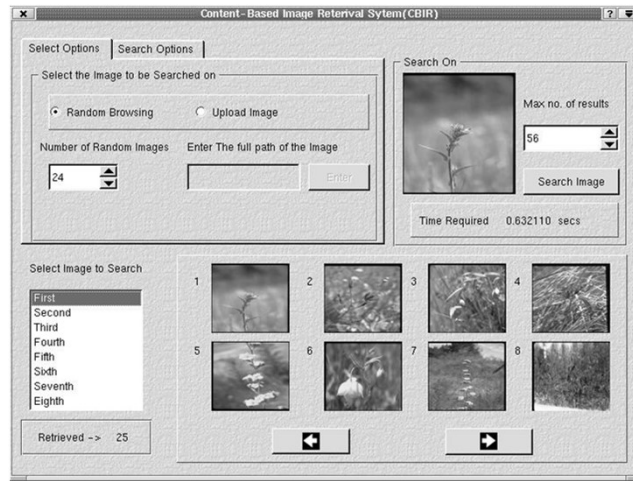 Content-Based Image Reterival Sytem(CBIR)
Select Options
Search Options
Select the Image to be Searched on
Random Browsing
Upload Image
Number of Random Images
Enter The full path of the Image
24
Enter
Search On
Max no. of results
56
Search Image
Time Required 0.632110 secs
Select Image to Search
First
Second
Third
Fourth
Fifth
Sixth
Seventh
Eighth
Retrieved -> 25
1 2 3 4
5 6 7 8